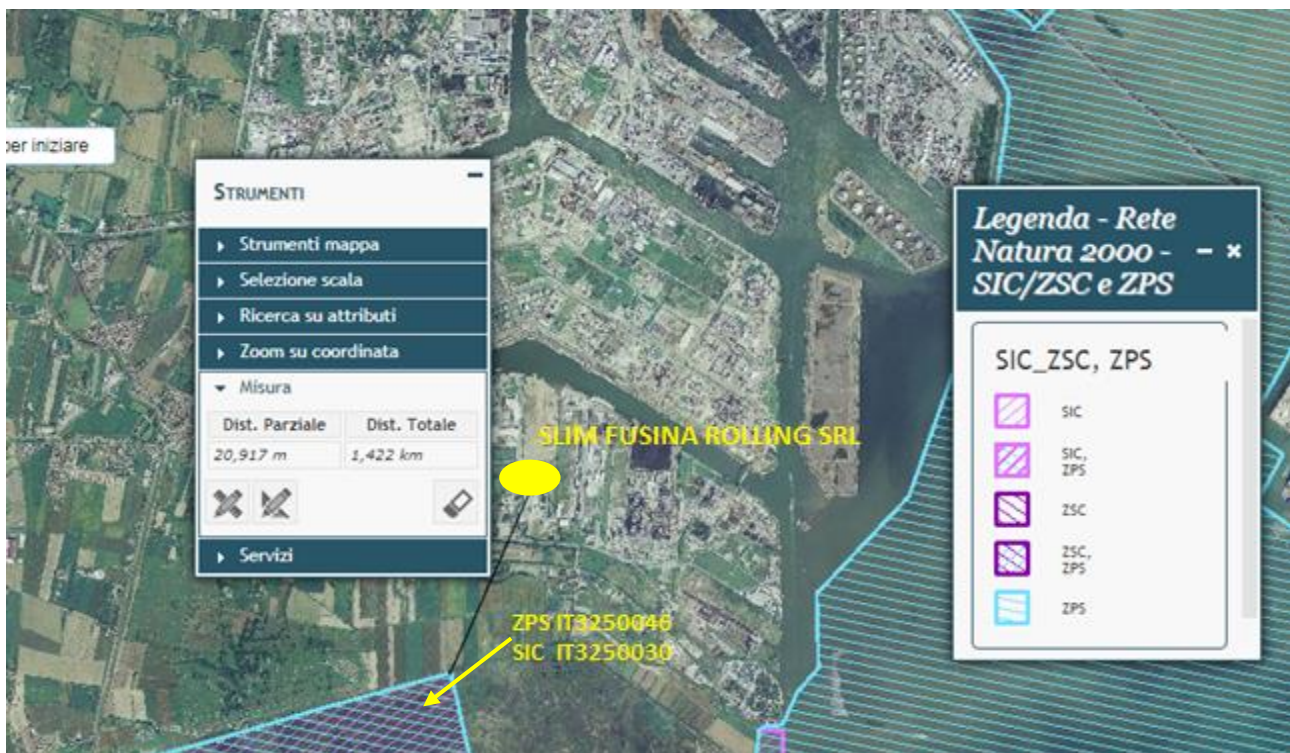 per iniziare
STRUMENTI
Strumenti mappa
Selezione scala
Ricerca su attributi
Zoom su coordinata
Misura
Dist. Parziale Dist. Totale
20,917 m 1,422 km
Servizi
SLIM FUSINA ROLLING SRL
ZPS IT3250046
SIC IT3250030
Legenda - Rete
Natura 2000 -
SIC/ZSC e ZPS
SIC_ZSC, ZPS
SIC
SIC,
ZPS
ZSC
ZSC,
ZPS
ZPS